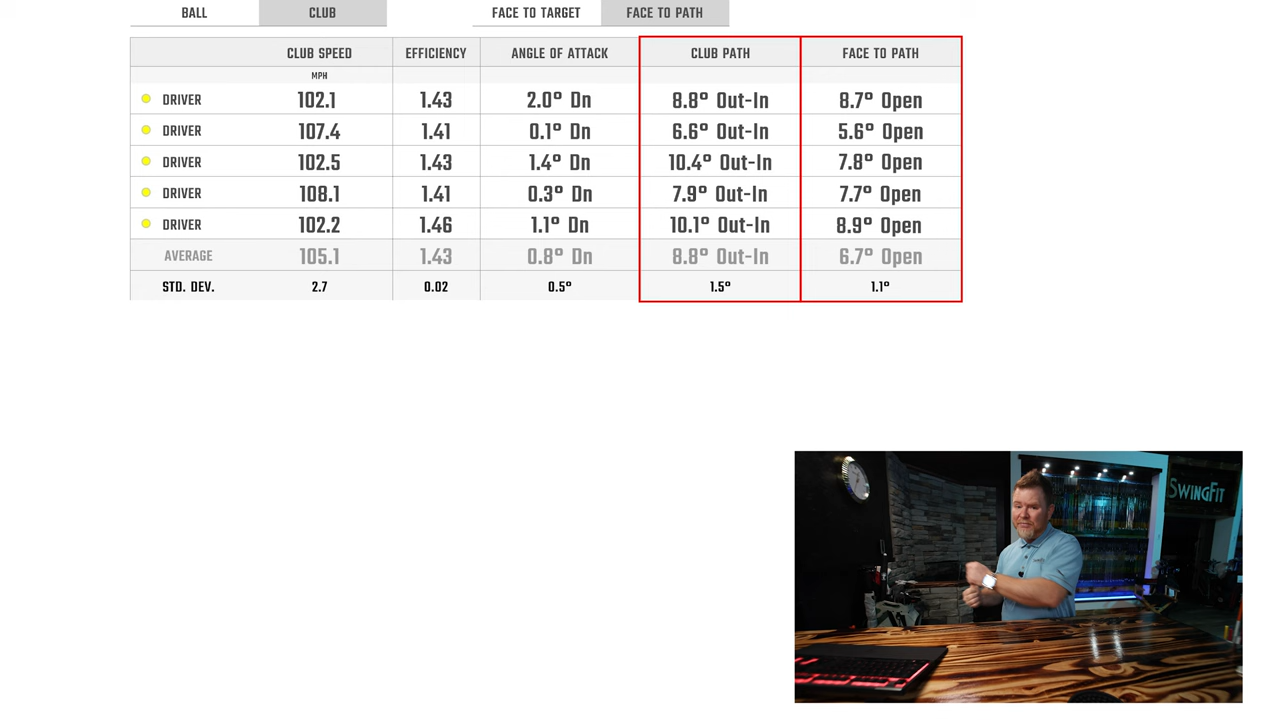 BALL CLUB FACE TO TARGET FACE TO PATH
CLUB SPEED EFFICIENCY ANGLE OF ATTACK CLUB PATH FACE TO PATH
MPH
DRIVER 102.1 1.43 2.0° Dn 8.8° Out-In 8.7° Open
DRIVER 107.4 1.41 0.1° Dn 6.6° Out-In 5.6° Open
DRIVER 102.5 1.43 1.4° Dn 10.4° Out-In 7.8° Open
DRIVER 108.1 1.41 0.3° Dn 7.9° Out-In 7.7° Open
DRIVER 102.2 1.46 1.1° Dn 10.1° Out-In 8.9° Open
AVERAGE 105.1 1.43 0.8° Dn 8.8° Out-In 6.7° Open
STD. DEV. 2.7 0.02 0.5° 1.5° 1.1°
SWINGFIT